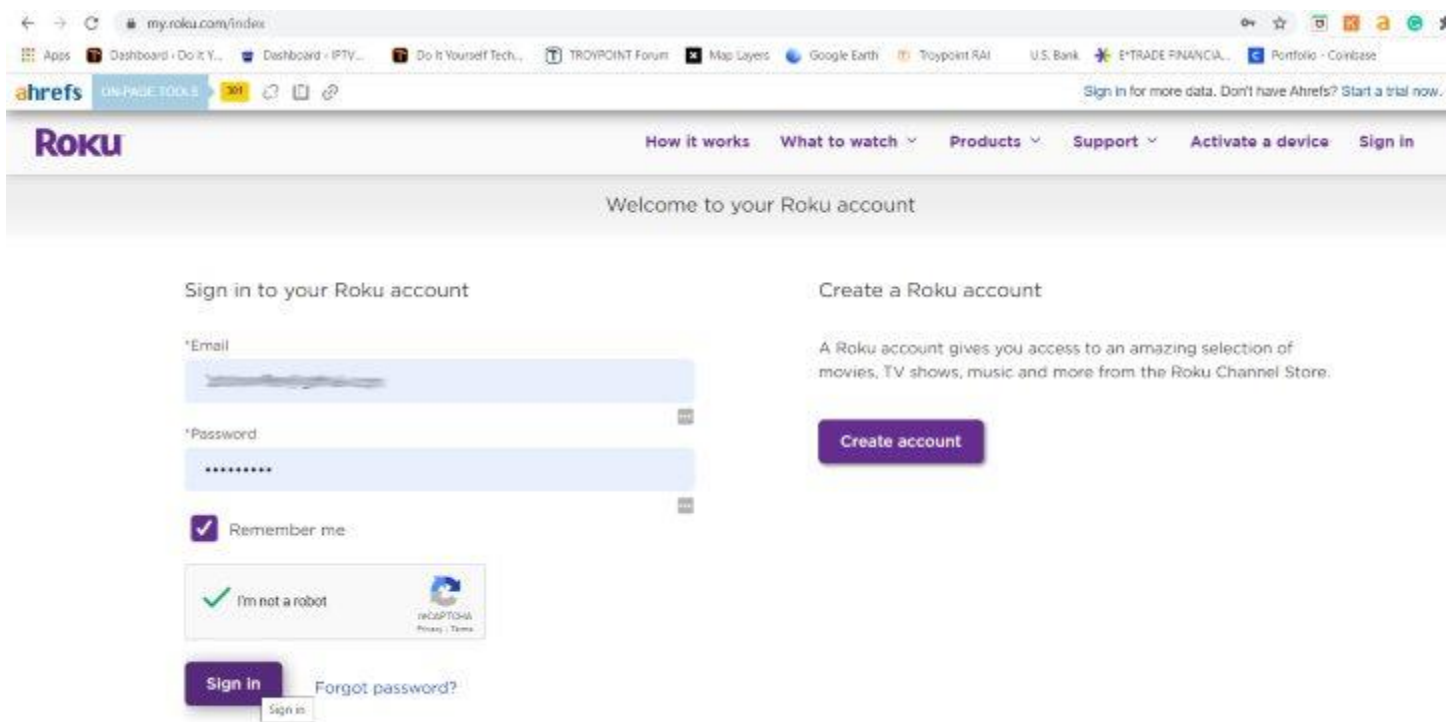 my.roku.com/index
Apps Dashboard ‹ Do It Y... Dashboard - IPTV... Do It Yourself Tech... TROYPOINT Forum Map Layers Google Earth Troypoint RAI U.S. Bank E*TRADE FINANCIA... Portfolio - Coinbase
ahrefs ON-PAGE TOOLS 301 Sign in for more data. Don't have Ahrefs? Start a trial now.
Roku How it works What to watch Products Support Activate a device Sign in
Welcome to your Roku account
Sign in to your Roku account
*Email
*Password
•••••••••
Remember me
I'm not a robot
reCAPTCHA
Privacy - Terms
Sign in Forgot password?
Sign in
Create a Roku account
A Roku account gives you access to an amazing selection of
movies, TV shows, music and more from the Roku Channel Store.
Create account